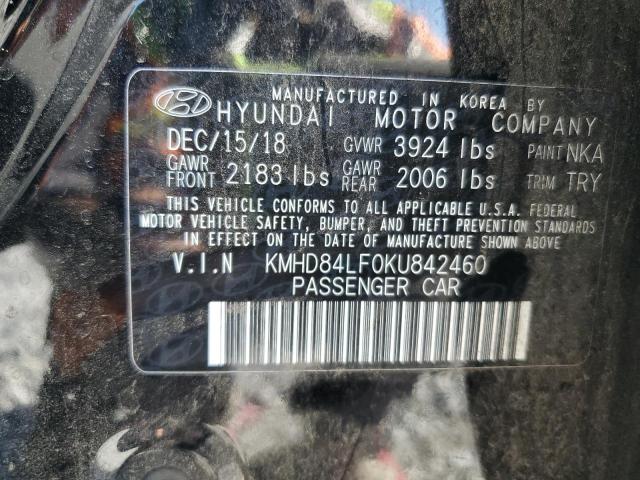 MANUFACTURED IN KOREA BY
HYUNDAI MOTOR COMPANY
DEC/15/18 GVWR 3924 lbs PAINT NKA
GAWR FRONT 2183 lbs GAWR REAR 2006 lbs TRIM TRY
THIS VEHICLE CONFORMS TO ALL APPLICABLE U.S.A. FEDERAL
MOTOR VEHICLE SAFETY, BUMPER, AND THEFT PREVENTION STANDARDS
IN EFFECT ON THE DATE OF MANUFACTURE SHOWN ABOVE.
V.I.N KMHD84LF0KU842460
PASSENGER CAR